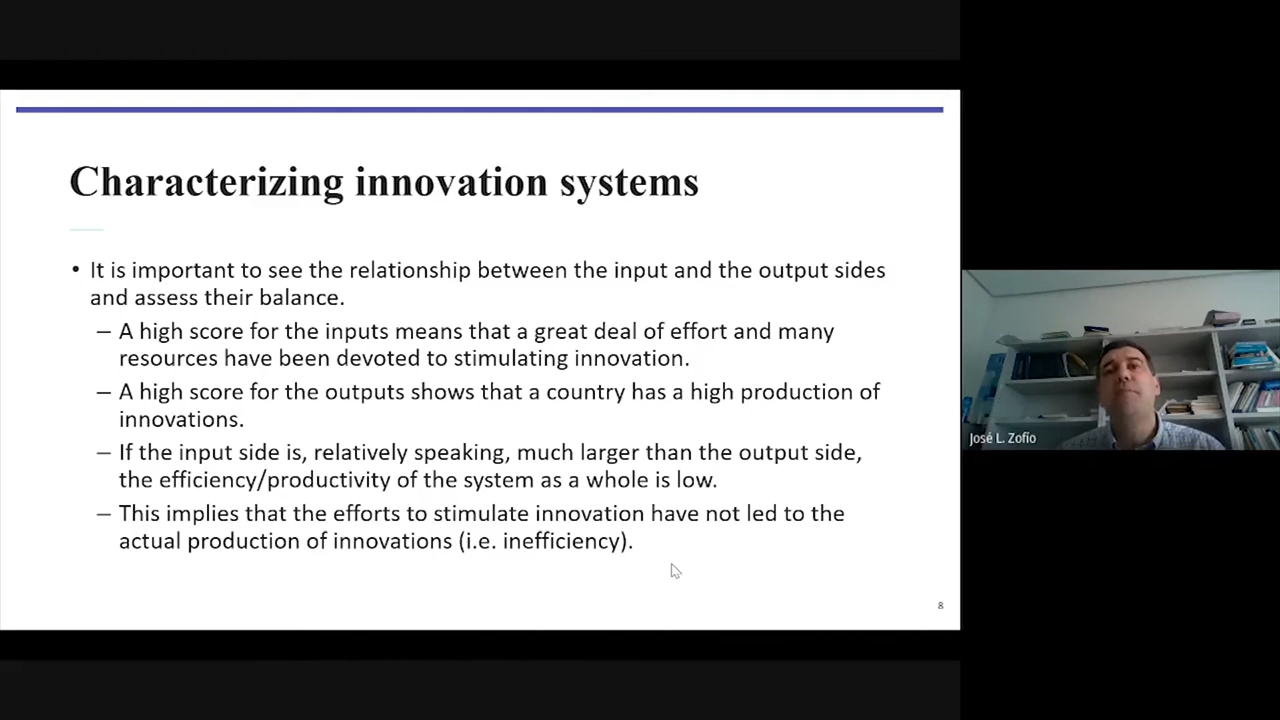 Characterizing innovation systems
• It is important to see the relationship between the input and the output sides
and assess their balance.
– A high score for the inputs means that a great deal of effort and many
resources have been devoted to stimulating innovation.
– A high score for the outputs shows that a country has a high production of
innovations.
– If the input side is, relatively speaking, much larger than the output side,
the efficiency/productivity of the system as a whole is low.
– This implies that the efforts to stimulate innovation have not led to the
actual production of innovations (i.e. inefficiency).
8
José L. Zofío